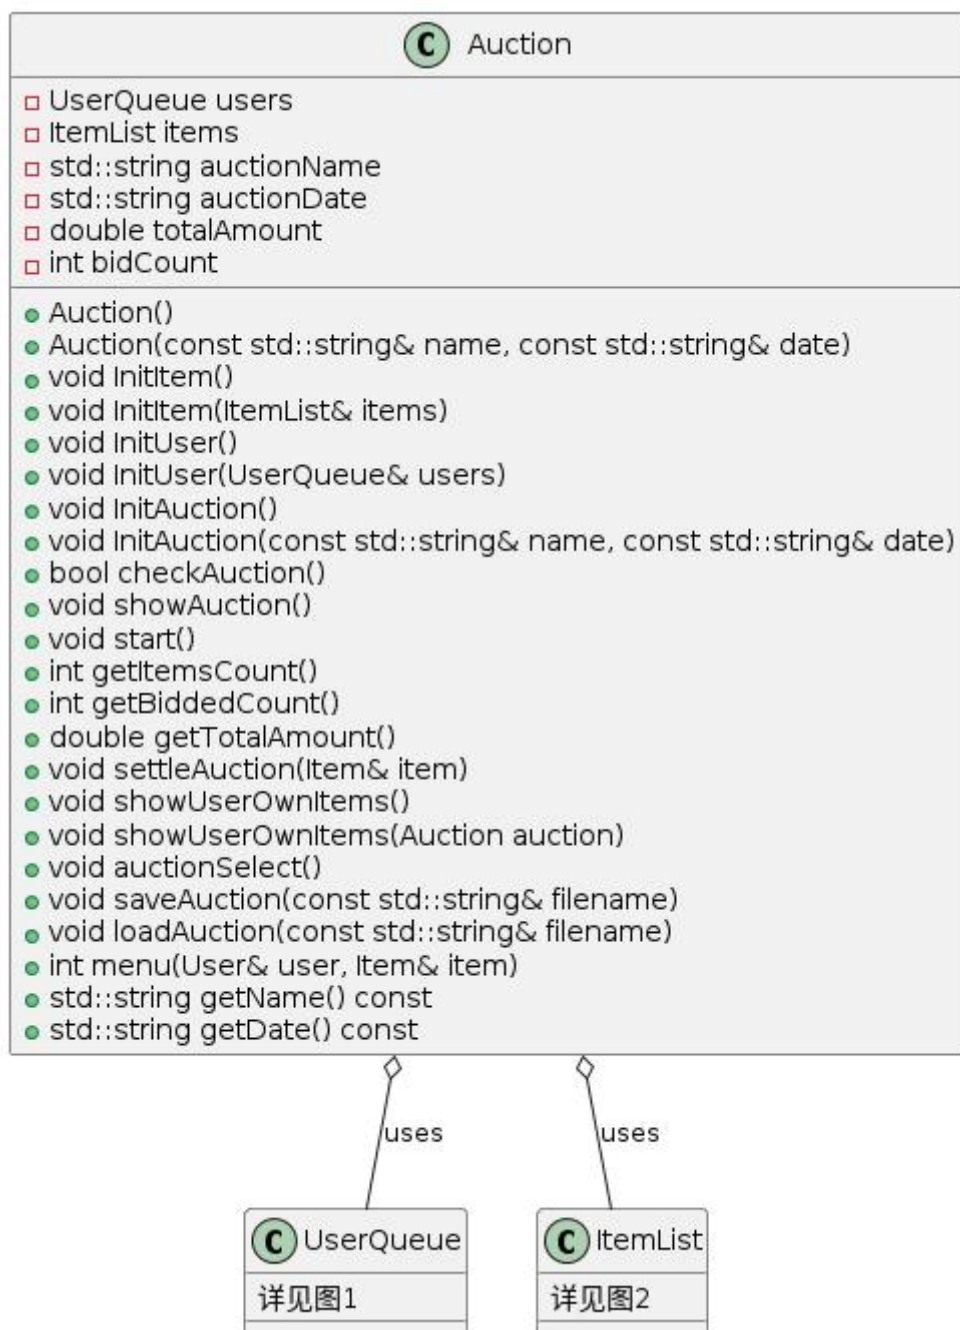 C Auction
UserQueue users
ItemList items
std::string auctionName
std::string auctionDate
double totalAmount
int bidCount
Auction()
Auction(const std::string& name, const std::string& date)
void InitItem()
void InitItem(ItemList& items)
void InitUser()
void InitUser(UserQueue& users)
void InitAuction()
void InitAuction(const std::string& name, const std::string& date)
bool checkAuction()
void showAuction()
void start()
int getItemsCount()
int getBiddedCount()
double getTotalAmount()
void settleAuction(Item& item)
void showUserOwnItems()
void showUserOwnItems(Auction auction)
void auctionSelect()
void saveAuction(const std::string& filename)
void loadAuction(const std::string& filename)
int menu(User& user, Item& item)
std::string getName() const
std::string getDate() const
uses
uses
C UserQueue
详见图1
C ItemList
详见图2